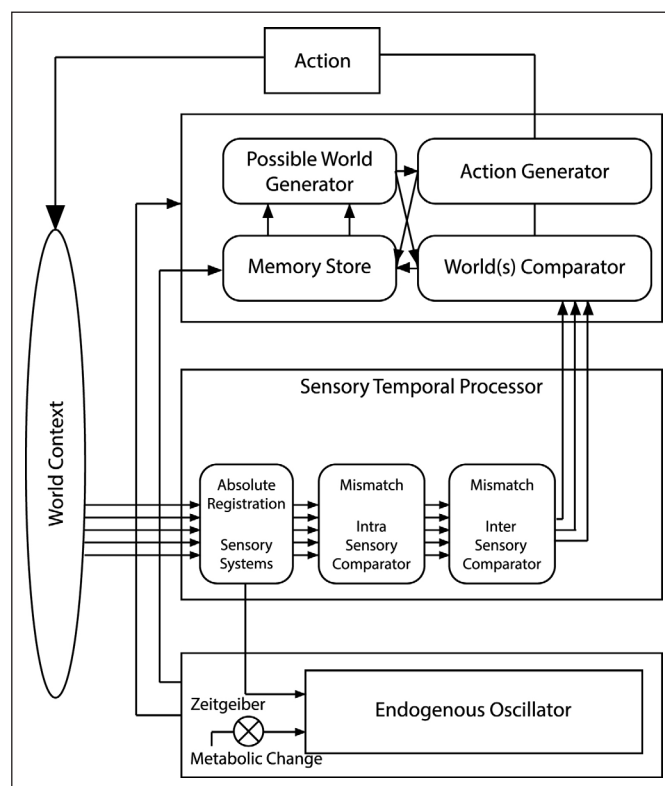 Action
Possible World
Generator
Action Generator
Memory Store
World(s) Comparator
World Context
Sensory Temporal Processor
Absolute
Registration
Sensory
Systems
Mismatch
Intra
Sensory
Comparator
Mismatch
Inter
Sensory
Comparator
Zeitgeiber
Metabolic Change
Endogenous Oscillator